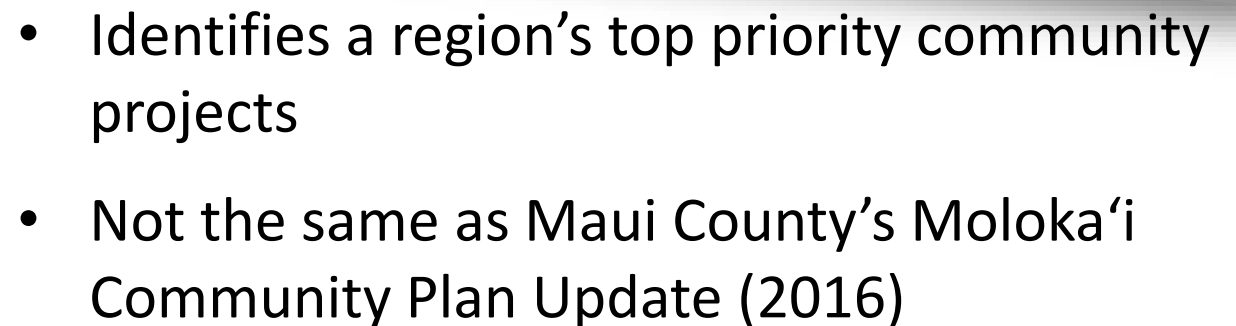 • Identifies a region’s top priority community
projects
• Not the same as Maui County’s Moloka‘i
Community Plan Update (2016)